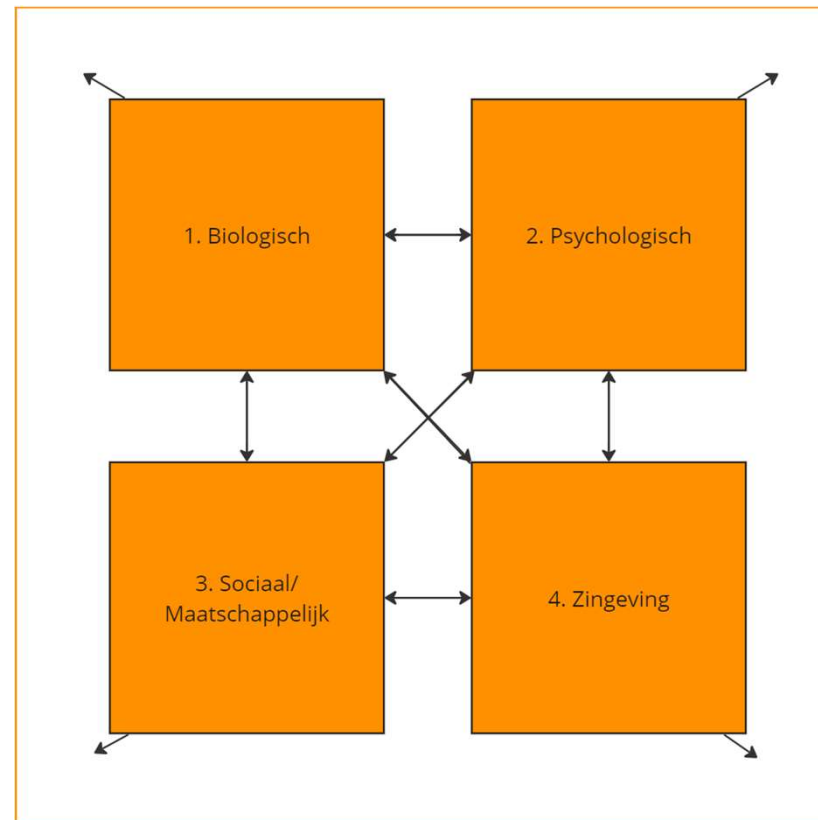 1. Biologisch
2. Psychologisch
3. Sociaal/
Maatschappelijk
4. Zingeving